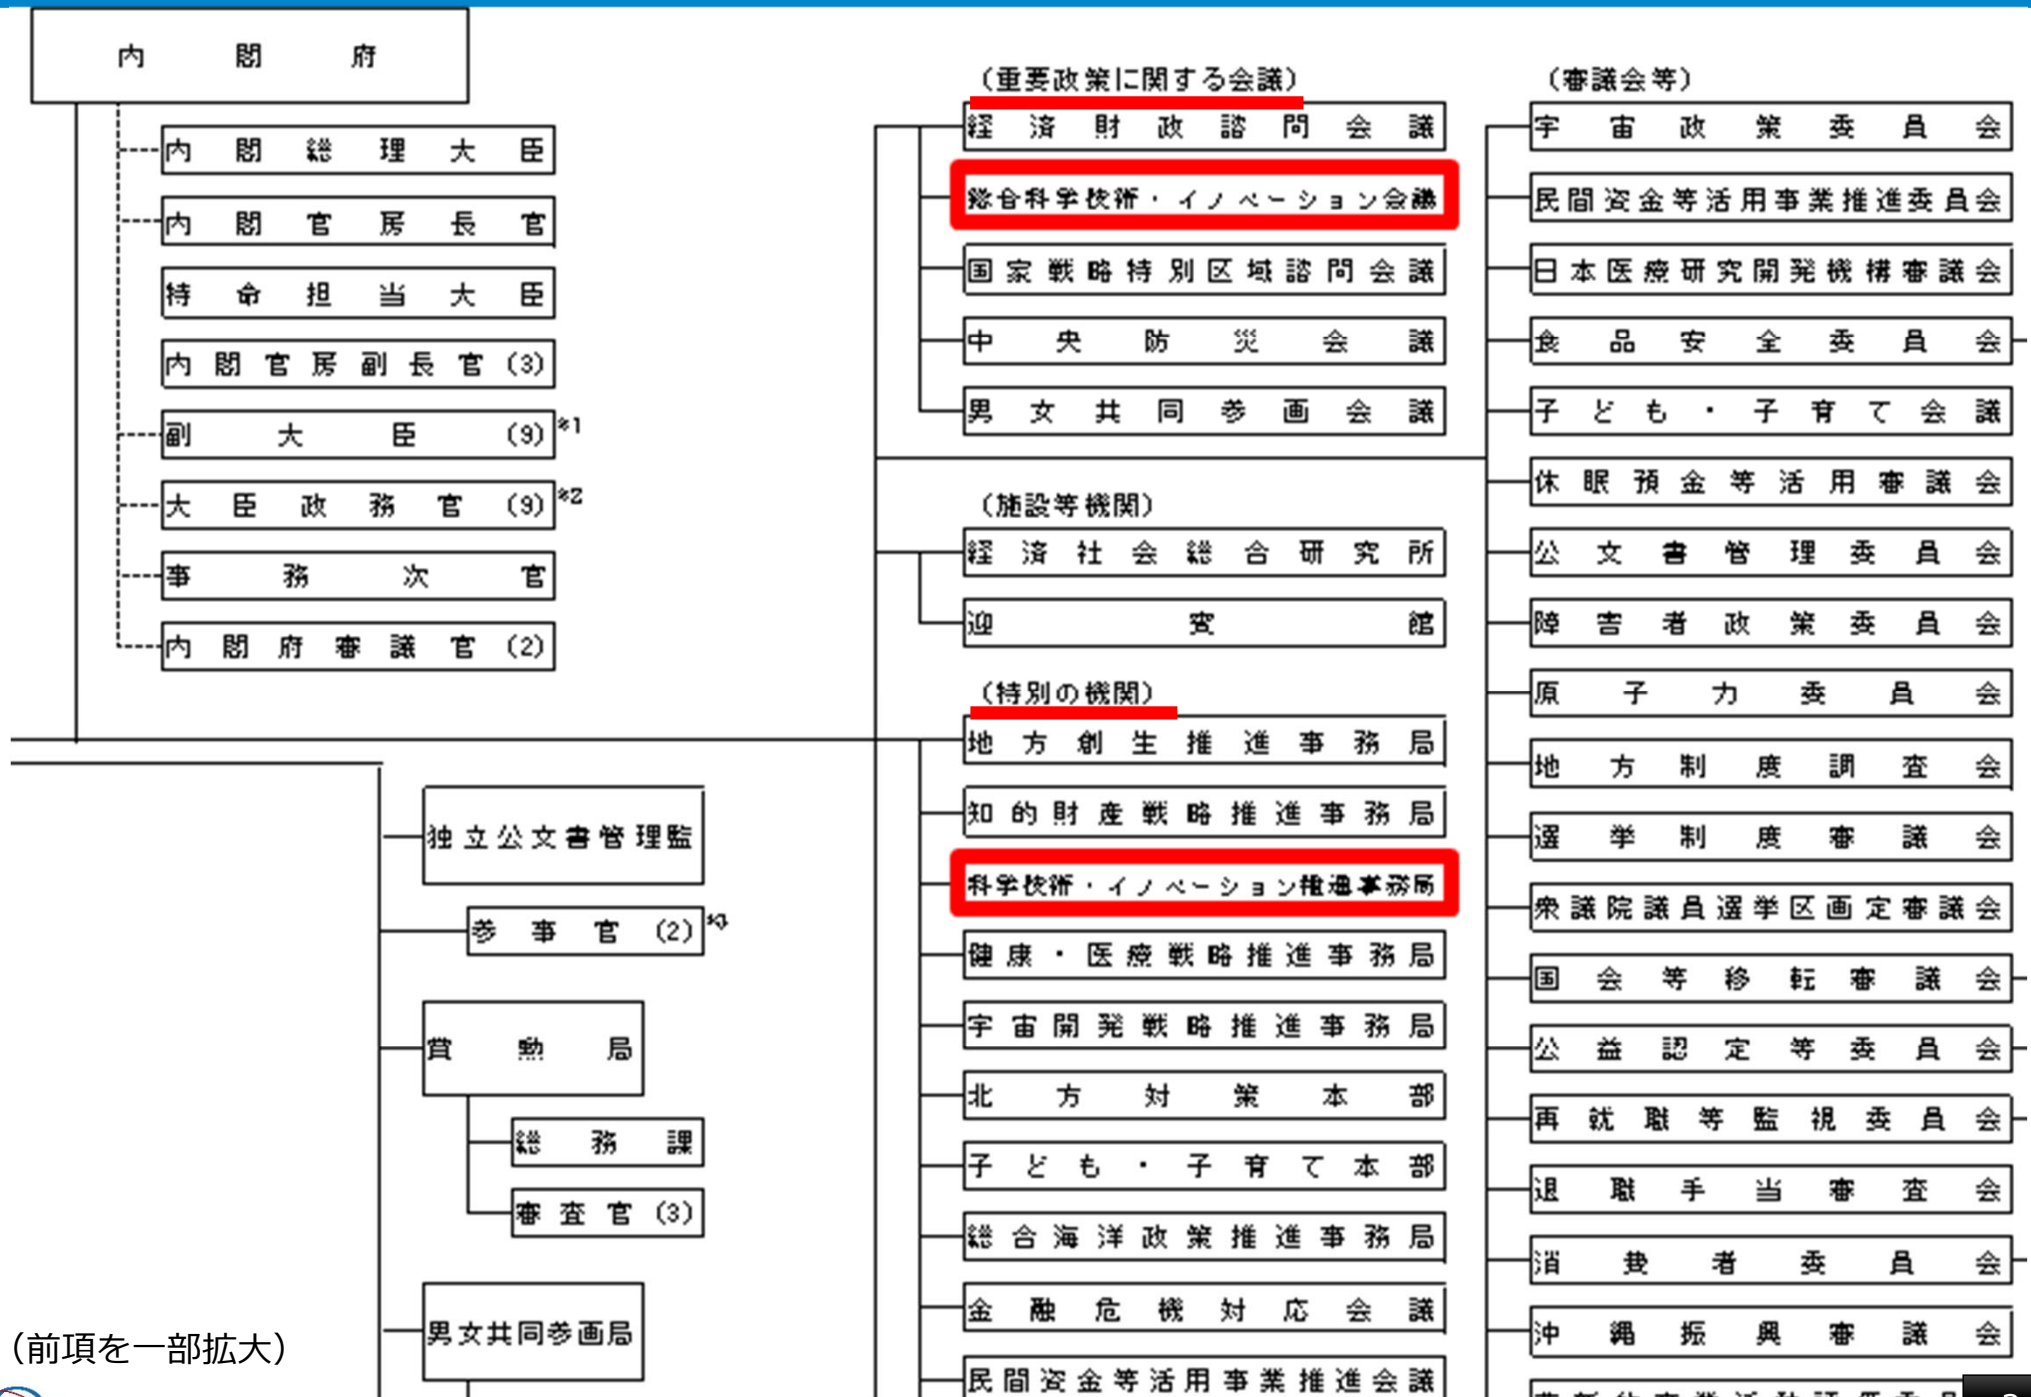 内閣府
内閣総理大臣
内閣官房長官
特命担当大臣
内閣官房副長官(3)
副大臣(9)※1
大臣政務官(9)※2
事務次官
内閣府審議官(2)
独立公文書管理監
参事官(2)※3
賞勲局
総務課
審査官(3)
男女共同参画局
(前項を一部拡大)
(重要政策に関する会議)
経済財政諮問会議
総合科学技術・イノベーション会議
国家戦略特別区域諮問会議
中央防災会議
男女共同参画会議
(施設等機関)
経済社会総合研究所
迎賓館
(特別の機関)
地方創生推進事務局
知的財産戦略推進事務局
科学技術・イノベーション推進事務局
健康・医療戦略推進事務局
宇宙開発戦略推進事務局
北方対策本部
子ども・子育て本部
総合海洋政策推進事務局
金融危機対応会議
民間資金等活用事業推進会議
(審議会等)
宇宙政策委員会
民間資金等活用事業推進委員会
日本医療研究開発機構審議会
食品安全委員会
子ども・子育て会議
休眠預金等活用審議会
公文書管理委員会
障害者政策委員会
原子力委員会
地方制度調査会
選挙制度審議会
衆議院議員選挙区画定審議会
国会等移転審議会
公益認定等委員会
再就職等監視委員会
退職手当審査会
消費者委員会
沖縄振興審議会